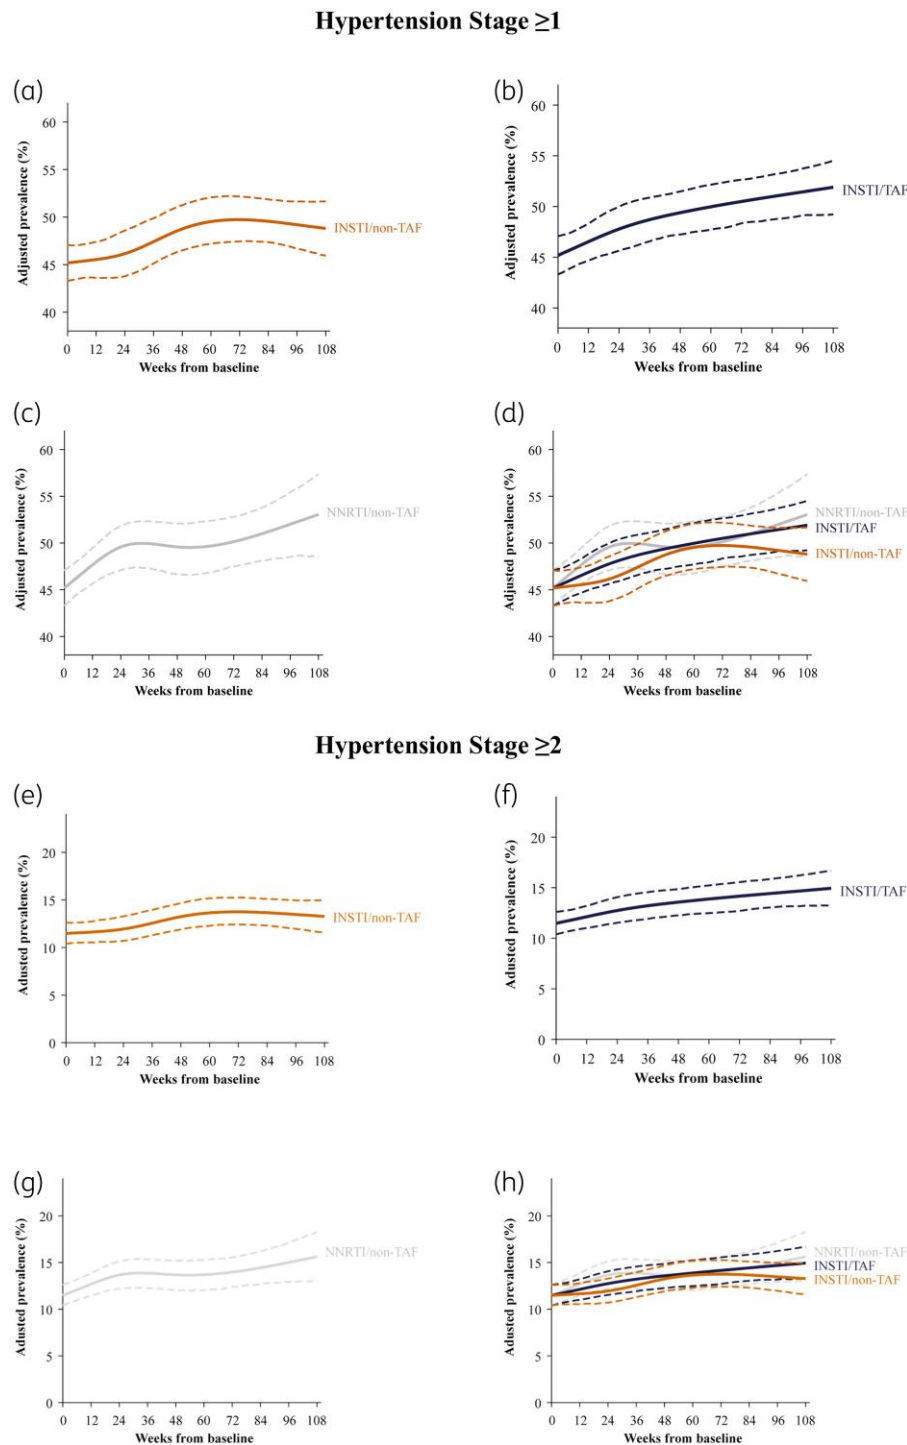 Hypertension Stage ≥1
(a)
Adjusted prevalence (%)
60
55
50
45
40
INSTI/non-TAF
0 12 24 36 48 60 72 84 96 108
Weeks from baseline
(b)
Adjusted prevalence (%)
60
55
50
45
40
INSTI/TAF
0 12 24 36 48 60 72 84 96 108
Weeks from baseline
(c)
Adjusted prevalence (%)
60
55
50
45
40
NNRTI/non-TAF
0 12 24 36 48 60 72 84 96 108
Weeks from baseline
(d)
Adjusted prevalence (%)
60
55
50
45
40
NNRTI/non-TAF
INSTI/TAF
INSTI/non-TAF
0 12 24 36 48 60 72 84 96 108
Weeks from baseline
Hypertension Stage ≥2
(e)
Adusted prevalence (%)
20
15
10
5
0
INSTI/non-TAF
0 12 24 36 48 60 72 84 96 108
Weeks from baseline
(f)
Adusted prevalence (%)
20
15
10
5
0
INSTI/TAF
0 12 24 36 48 60 72 84 96 108
Weeks from baseline
(g)
Adusted prevalence (%)
20
15
10
5
0
NNRTI/non-TAF
0 12 24 36 48 60 72 84 96 108
Weeks from baseline
(h)
Adusted prevalence (%)
20
15
10
5
0
NNRTI/non-TAF
INSTI/TAF
INSTI/non-TAF
0 12 24 36 48 60 72 84 96 108
Weeks from baseline